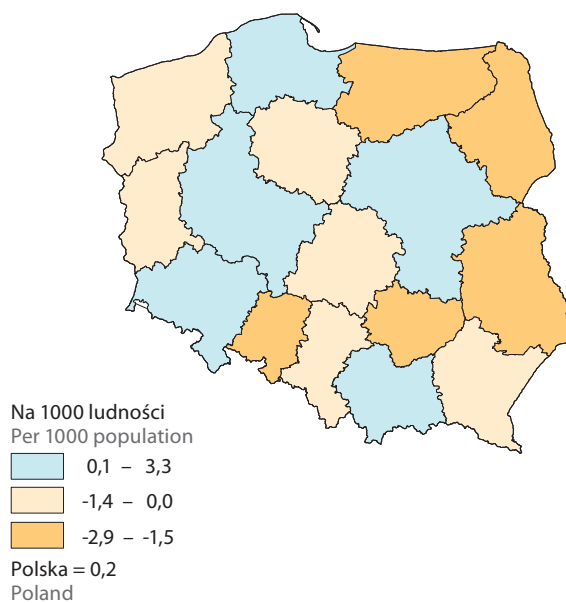 Na 1000 ludności
Per 1000 population
0,1 – 3,3
-1,4 – 0,0
-2,9 – -1,5
Polska = 0,2
Poland